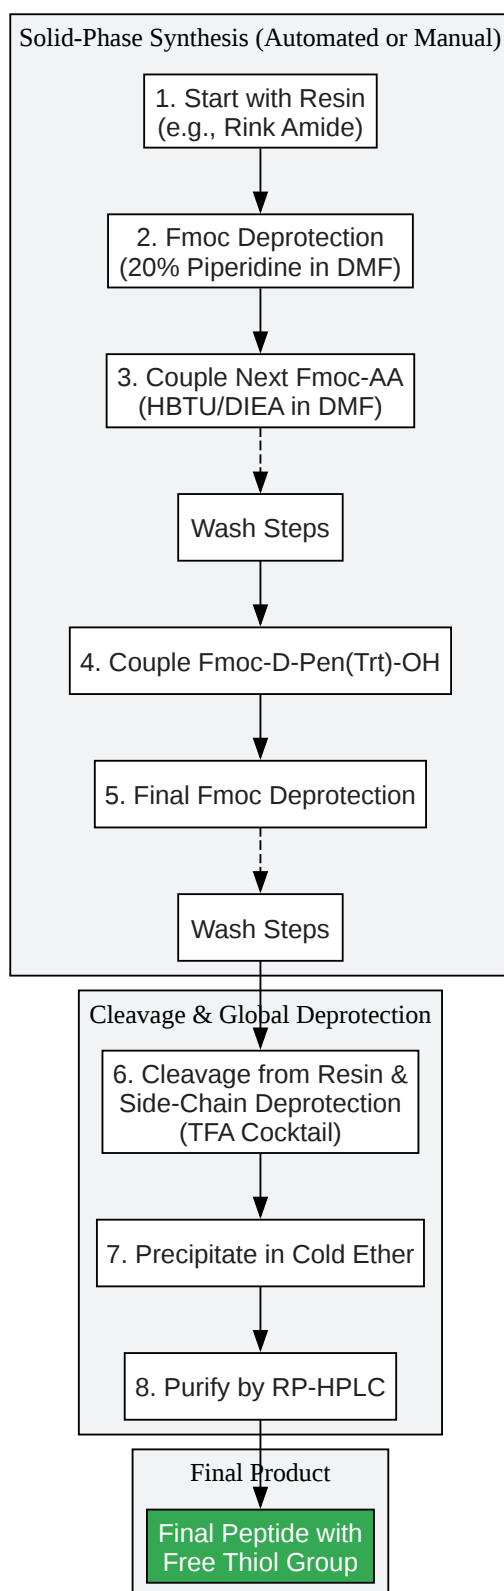 Solid-Phase Synthesis (Automated or Manual)
1. Start with Resin
(e.g., Rink Amide)
2. Fmoc Deprotection
(20% Piperidine in DMF)
3. Couple Next Fmoc-AA
(HBTU/DIEA in DMF)
Wash Steps
4. Couple Fmoc-D-Pen(Trt)-OH
5. Final Fmoc Deprotection
Wash Steps
Cleavage & Global Deprotection
6. Cleavage from Resin &
Side-Chain Deprotection
(TFA Cocktail)
7. Precipitate in Cold Ether
8. Purify by RP-HPLC
Final Product
Final Peptide with
Free Thiol Group